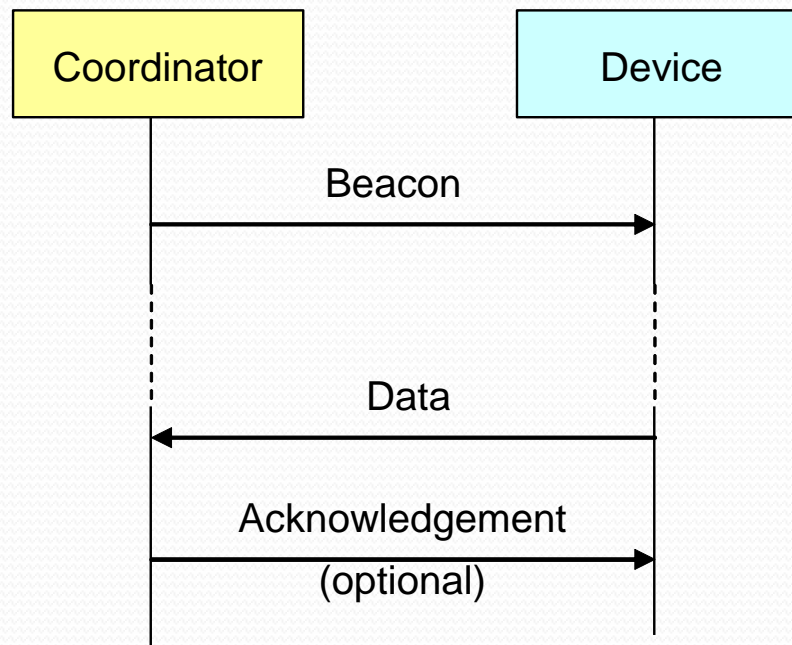 Coordinator
Device
Beacon
Data
Acknowledgement
(optional)